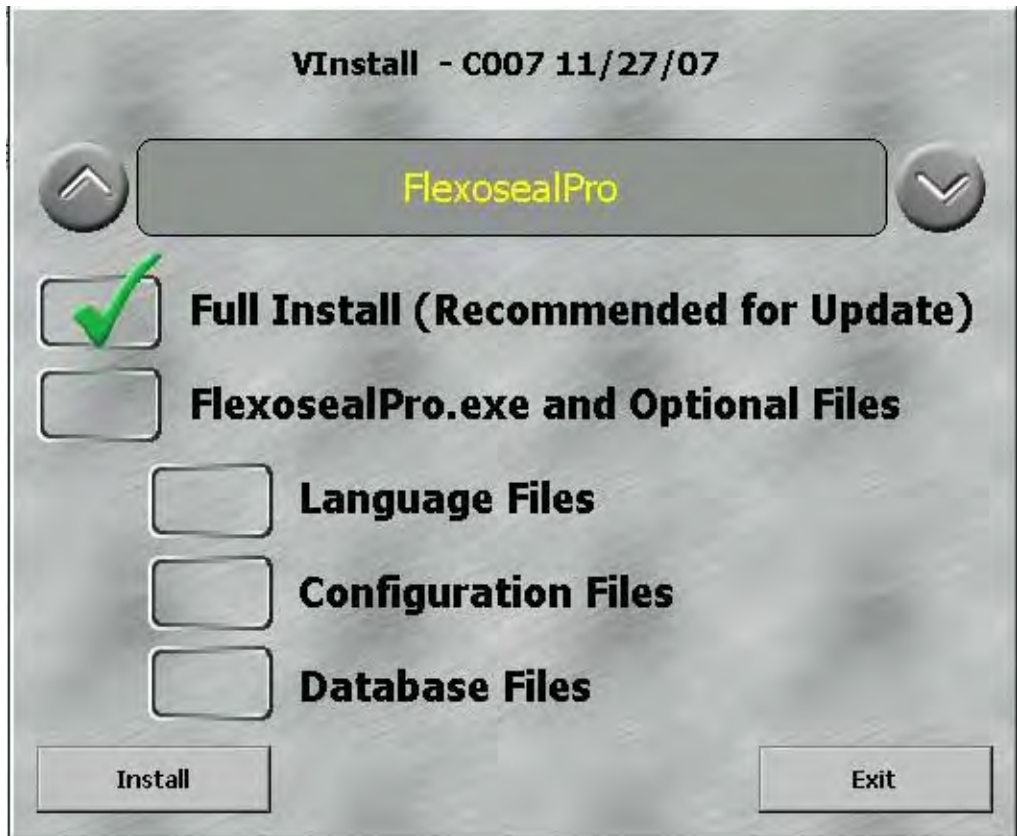 VInstall - C007 11/27/07
FlexosealPro
Full Install (Recommended for Update)
FlexosealPro.exe and Optional Files
Language Files
Configuration Files
Database Files
Install
Exit